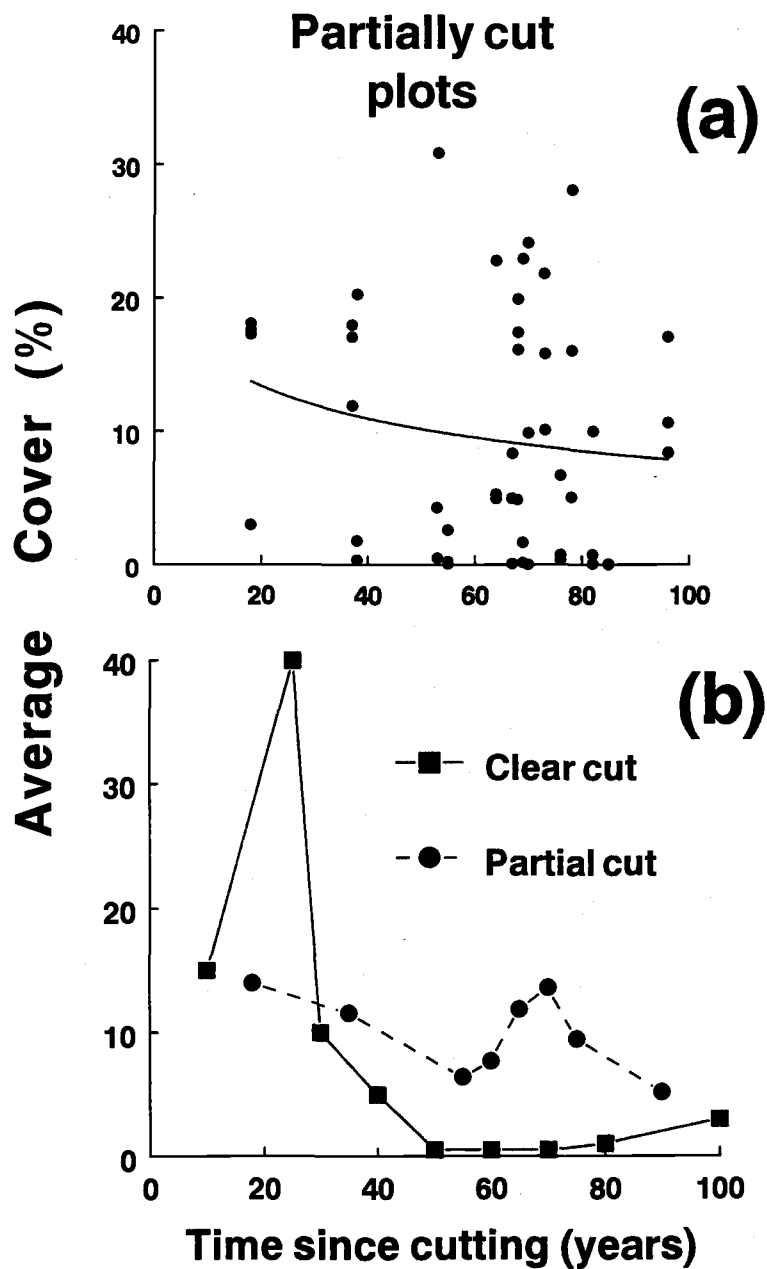 Partially cut
plots
(a)
40
30
20
10
0
0 20 40 60 80 100
Average Cover (%)
(b)
40
30
20
10
0
Clear cut
Partial cut
0 20 40 60 80 100
Time since cutting (years)